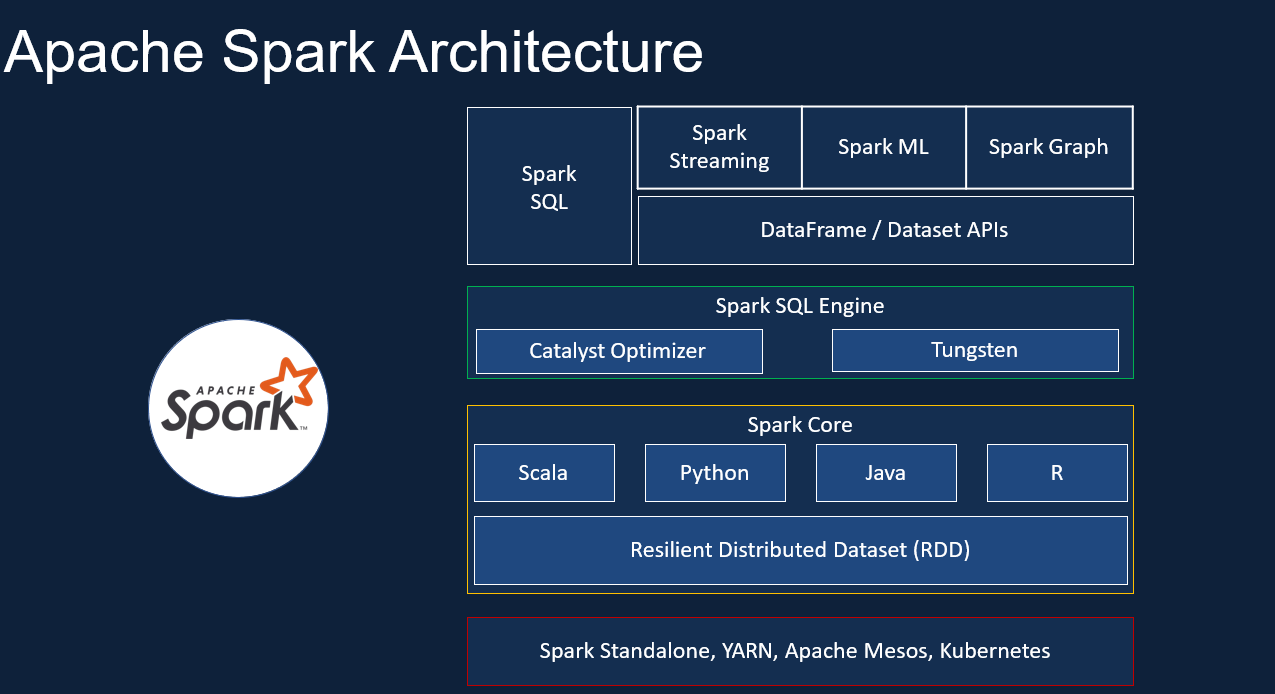 Apache Spark Architecture
Spark
SQL
Spark
Streaming
Spark ML
Spark Graph
DataFrame / Dataset APIs
Spark SQL Engine
Catalyst Optimizer
Tungsten
APACHE
Spark™
Spark Core
Scala
Python
Java
R
Resilient Distributed Dataset (RDD)
Spark Standalone, YARN, Apache Mesos, Kubernetes